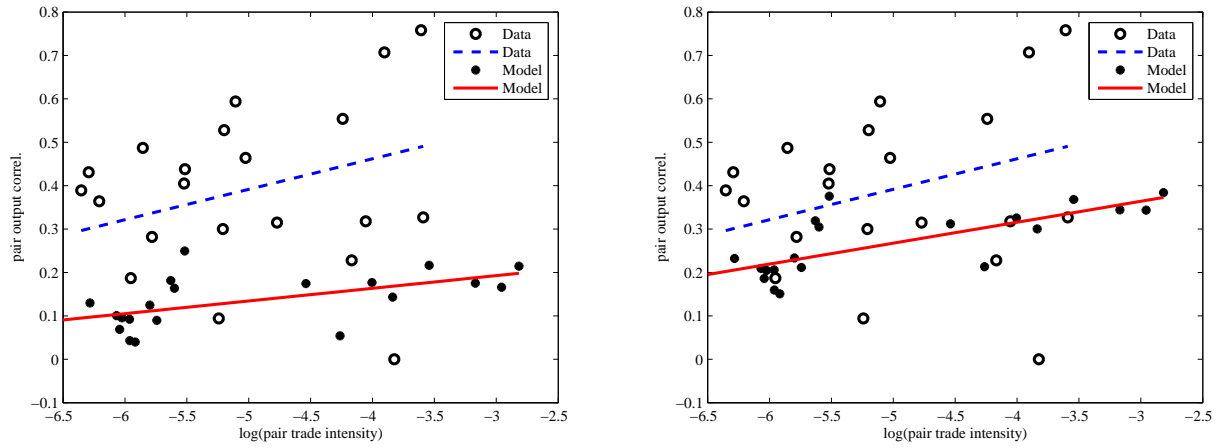 0.8
0.7
0.6
0.5
0.4
0.3
0.2
0.1
0
−0.1
pair output correl.
−6.5 −6 −5.5 −5 −4.5 −4 −3.5 −3 −2.5
log(pair trade intensity)
Data
Data
Model
Model
0.8
0.7
0.6
0.5
0.4
0.3
0.2
0.1
0
−0.1
pair output correl.
−6.5 −6 −5.5 −5 −4.5 −4 −3.5 −3 −2.5
log(pair trade intensity)
Data
Data
Model
Model